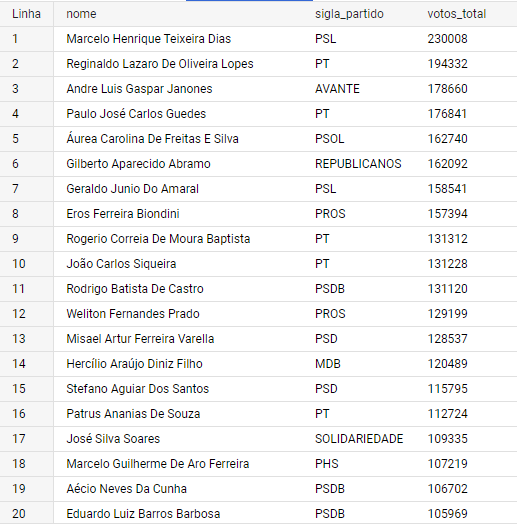 Linha nome sigla_partido votos_total
1 Marcelo Henrique Teixeira Dias PSL 230008
2 Reginaldo Lazaro De Oliveira Lopes PT 194332
3 Andre Luis Gaspar Janones AVANTE 178660
4 Paulo José Carlos Guedes PT 176841
5 Áurea Carolina De Freitas E Silva PSOL 162740
6 Gilberto Aparecido Abramo REPUBLICANOS 162092
7 Geraldo Junio Do Amaral PSL 158541
8 Eros Ferreira Biondini PROS 157394
9 Rogerio Correia De Moura Baptista PT 131312
10 João Carlos Siqueira PT 131228
11 Rodrigo Batista De Castro PSDB 131120
12 Weliton Fernandes Prado PROS 129199
13 Misael Artur Ferreira Varella PSD 128537
14 Hercílio Araújo Diniz Filho MDB 120489
15 Stefano Aguiar Dos Santos PSD 115795
16 Patrus Ananias De Souza PT 112724
17 José Silva Soares SOLIDARIEDADE 109335
18 Marcelo Guilherme De Aro Ferreira PHS 107219
19 Aécio Neves Da Cunha PSDB 106702
20 Eduardo Luiz Barros Barbosa PSDB 105969